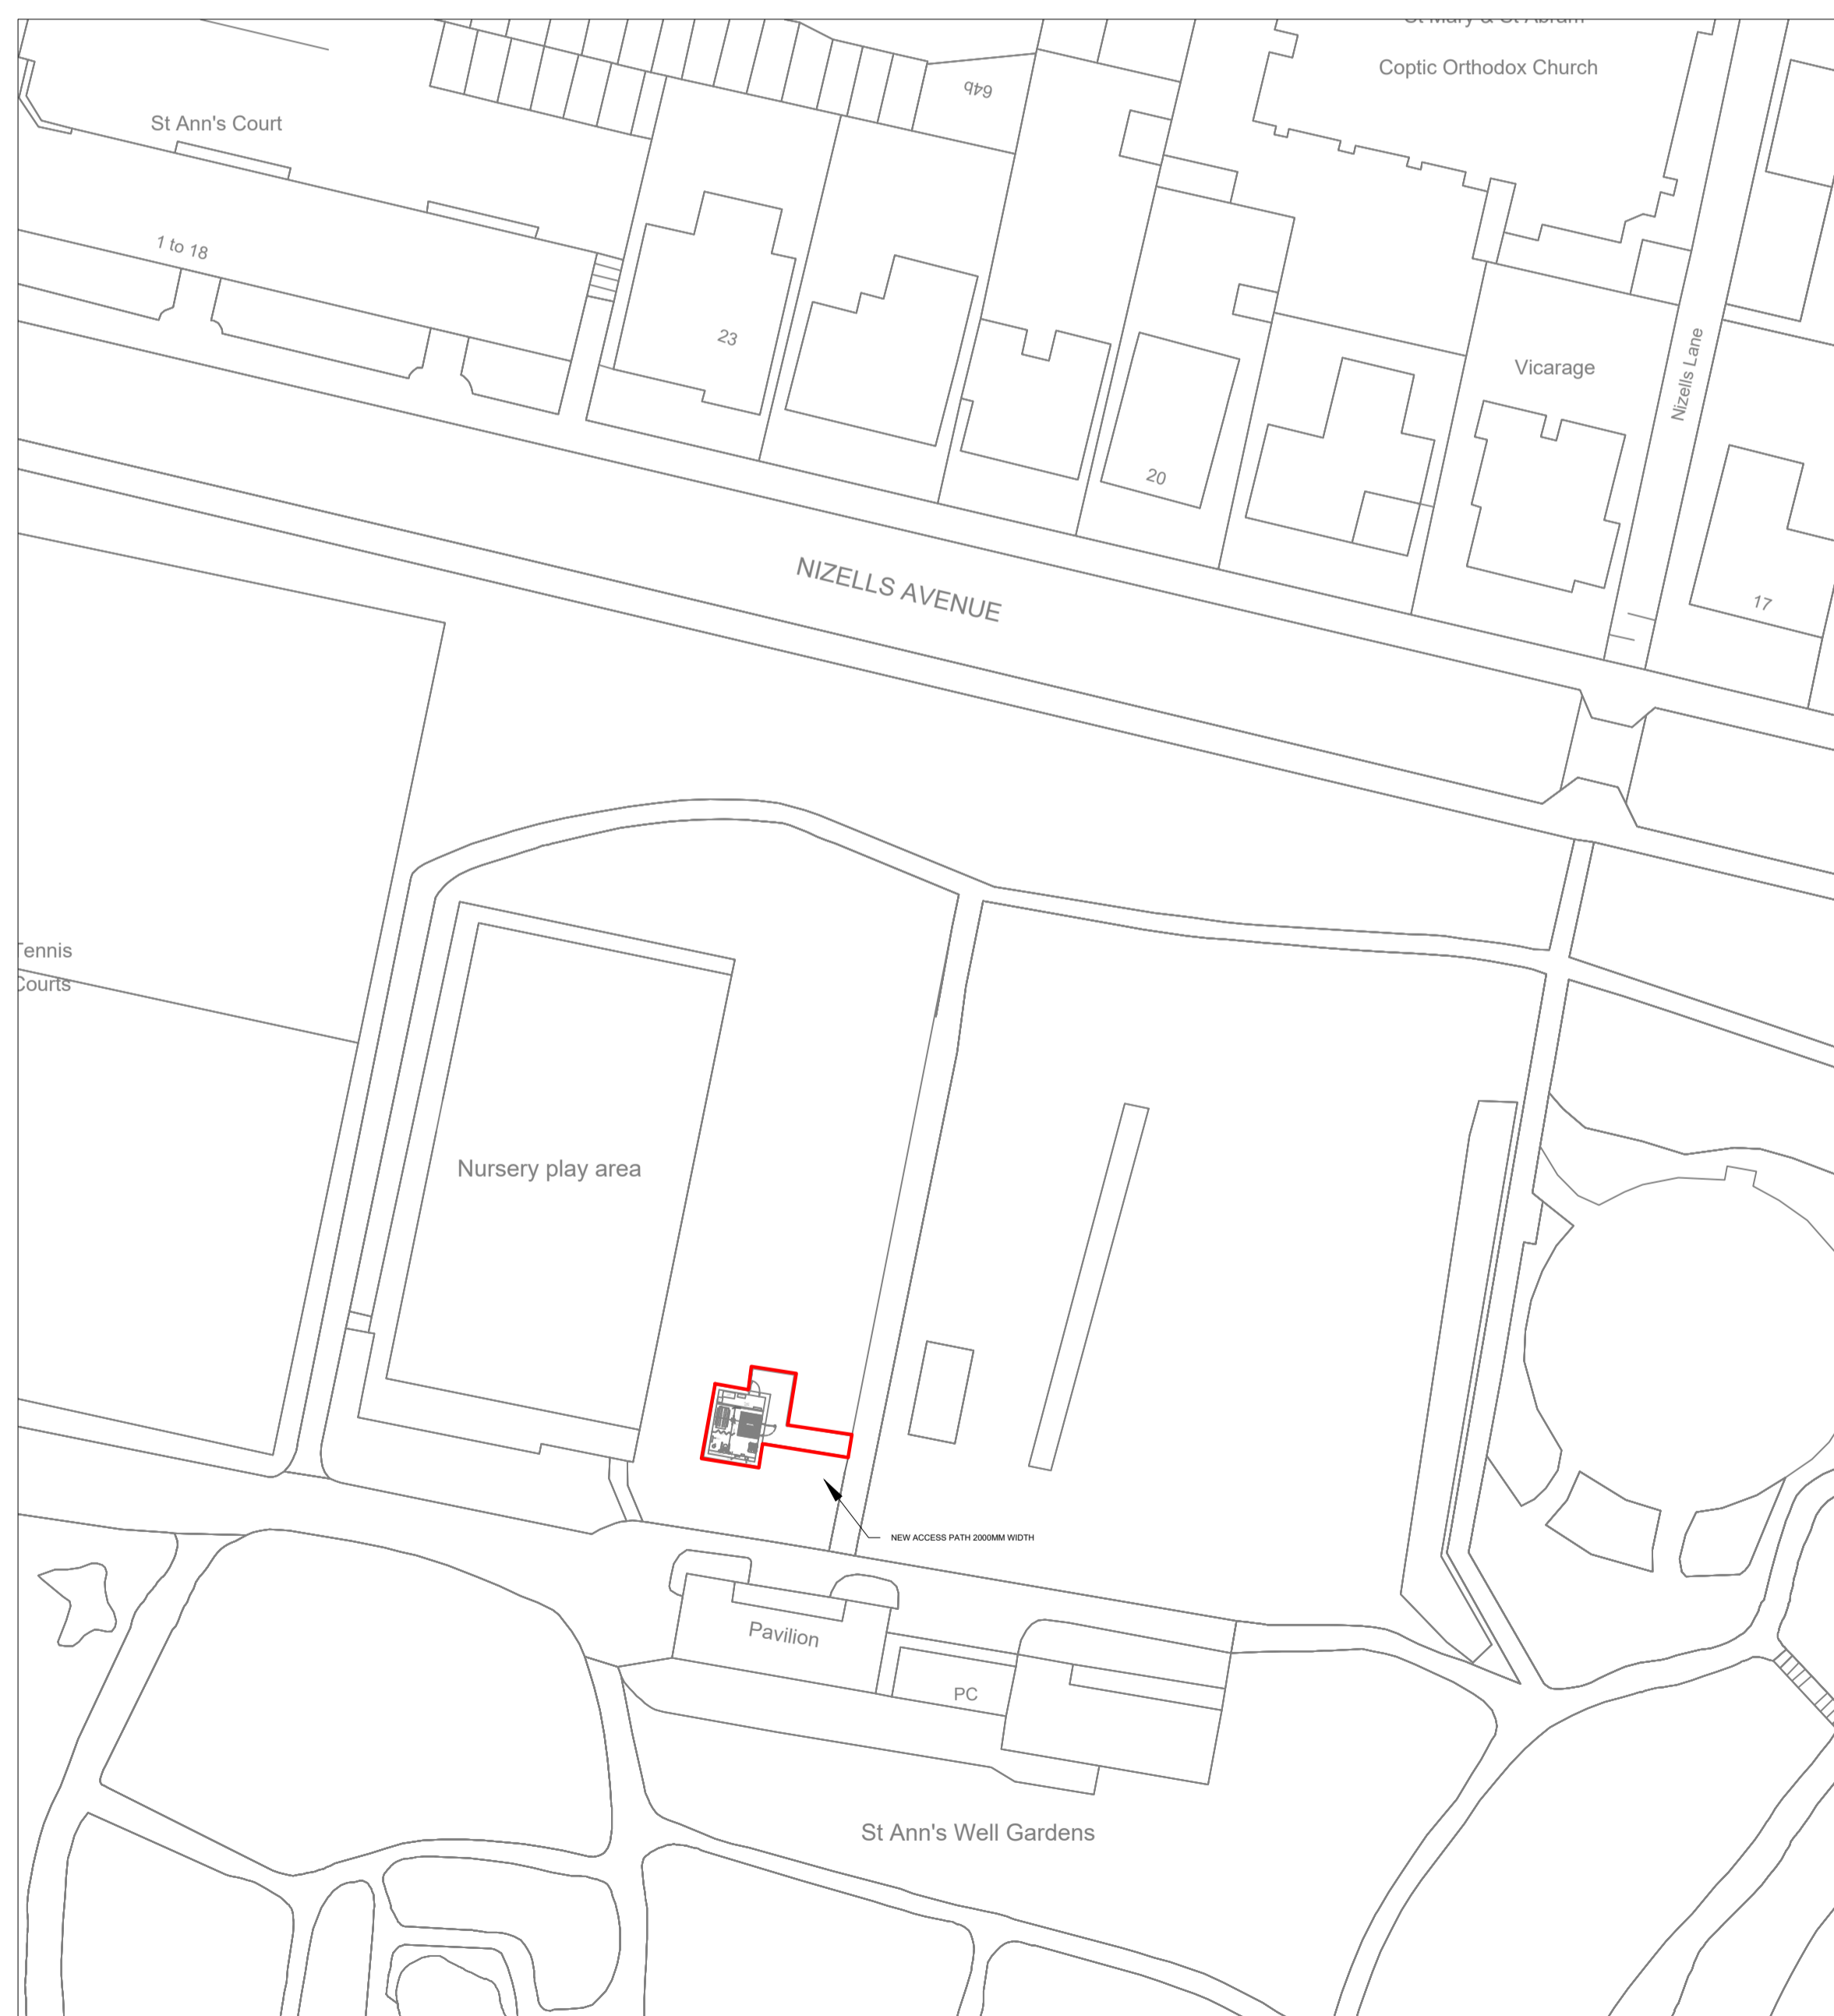 Coptic Orthodox Church
64b
St Ann's Court
1 to 18
23
Vicarage
Nizells Lane
20
17
NIZELLS AVENUE
ennis
Courts
Nursery play area
NEW ACCESS PATH 2000MM WIDTH
Pavilion
PC
St Ann's Well Gardens